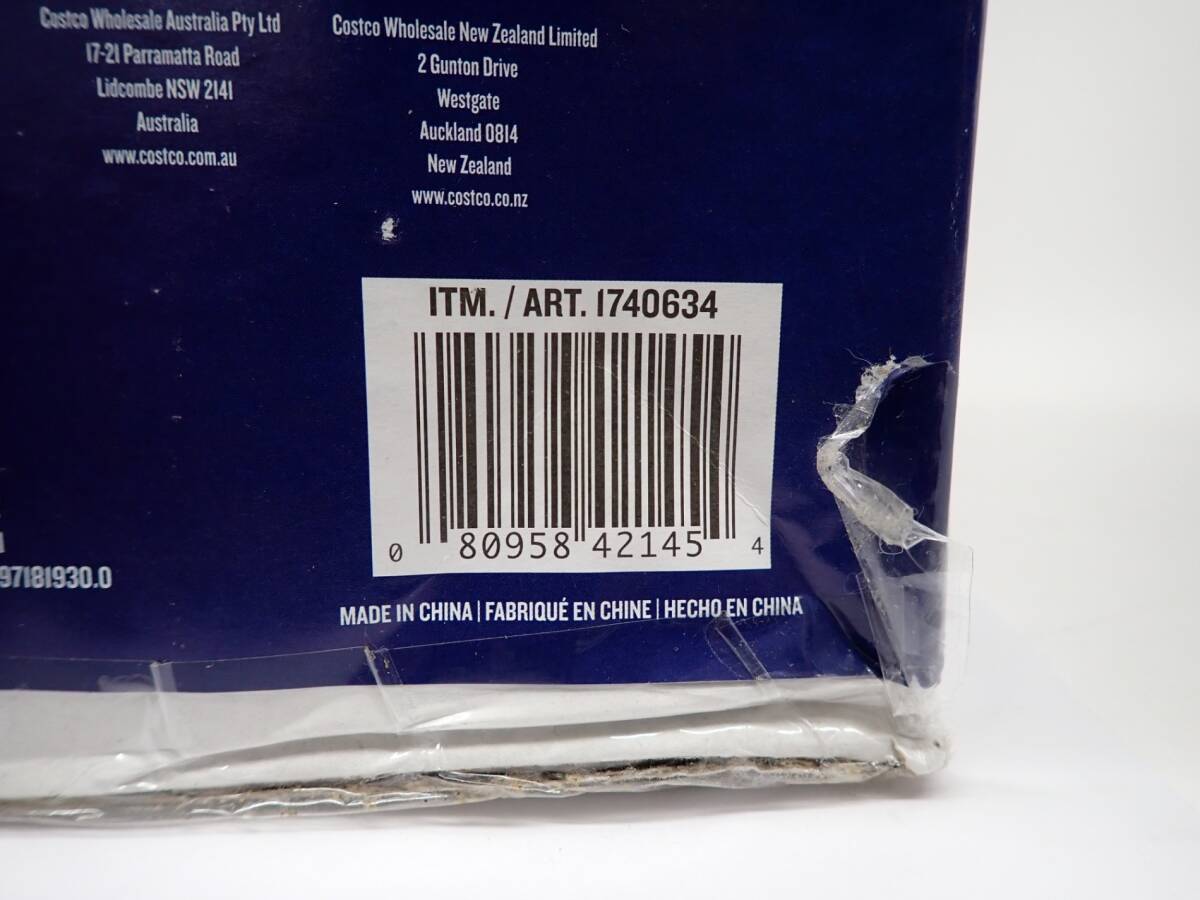 Costco Wholesale Australia Pty Ltd
17-21 Parramatta Road
Lidcombe NSW 2141
Australia
www.costco.com.au
Costco Wholesale New Zealand Limited
2 Gunton Drive
Westgate
Auckland 0814
New Zealand
www.costco.co.nz
ITM. / ART. 1740634
0 80958 42145 4
97181930.0
MADE IN CHINA | FABRIQUÉ EN CHINE | HECHO EN CHINA